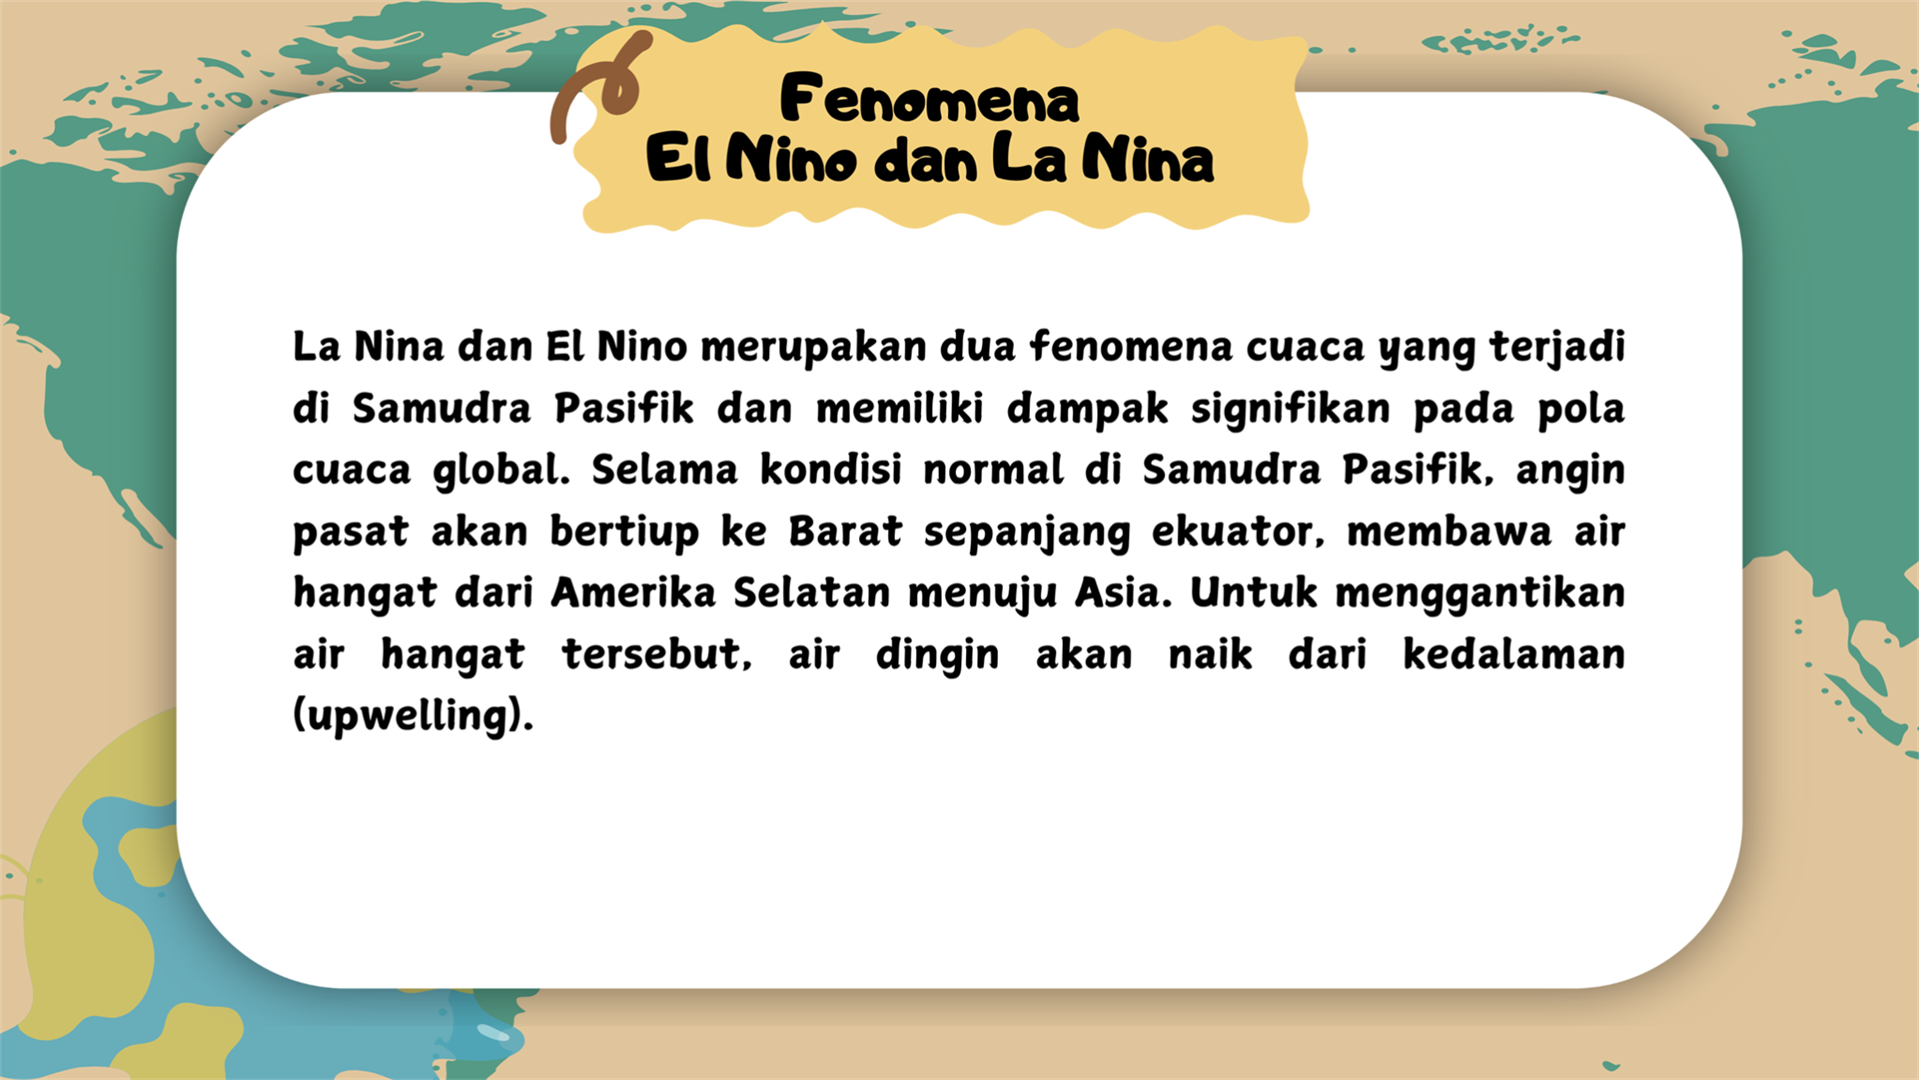 Fenomena
El Nino dan La Nina
La Nina dan El Nino merupakan dua fenomena cuaca yang terjadi
di Samudra Pasifik dan memiliki dampak signifikan pada pola
cuaca global. Selama kondisi normal di Samudra Pasifik, angin
pasat akan bertiup ke Barat sepanjang ekuator, membawa air
hangat dari Amerika Selatan menuju Asia. Untuk menggantikan
air hangat tersebut, air dingin akan naik dari kedalaman
(upwelling).